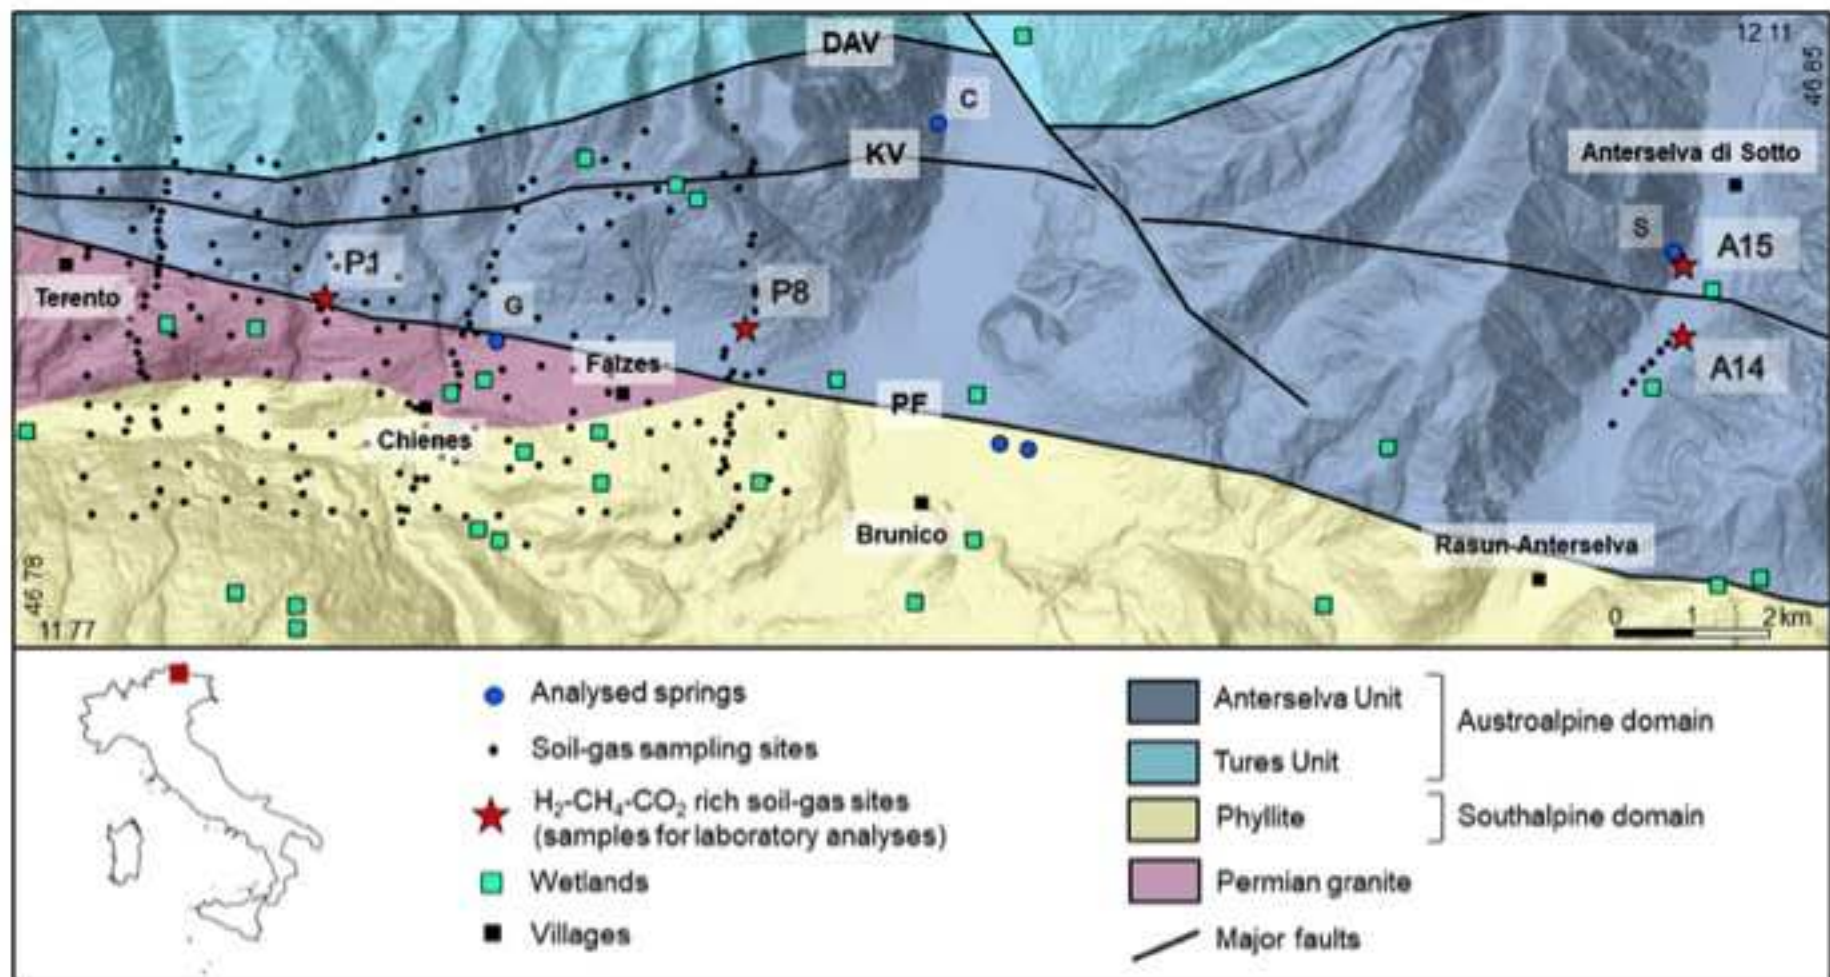 DAV
12.11
46.85
C
KV
Anterselva di Sotto
S
A15
P1
Terento
G
P8
Falzes
A14
PF
Chienes
Brunico
Rasun-Anterselva
46.78
11.77
0 1 2 km
Analysed springs
Soil-gas sampling sites
H₂-CH₄-CO₂ rich soil-gas sites
(samples for laboratory analyses)
Wetlands
Villages
Anterselva Unit
Austroalpine domain
Tures Unit
Phyllite
Southalpine domain
Permian granite
Major faults